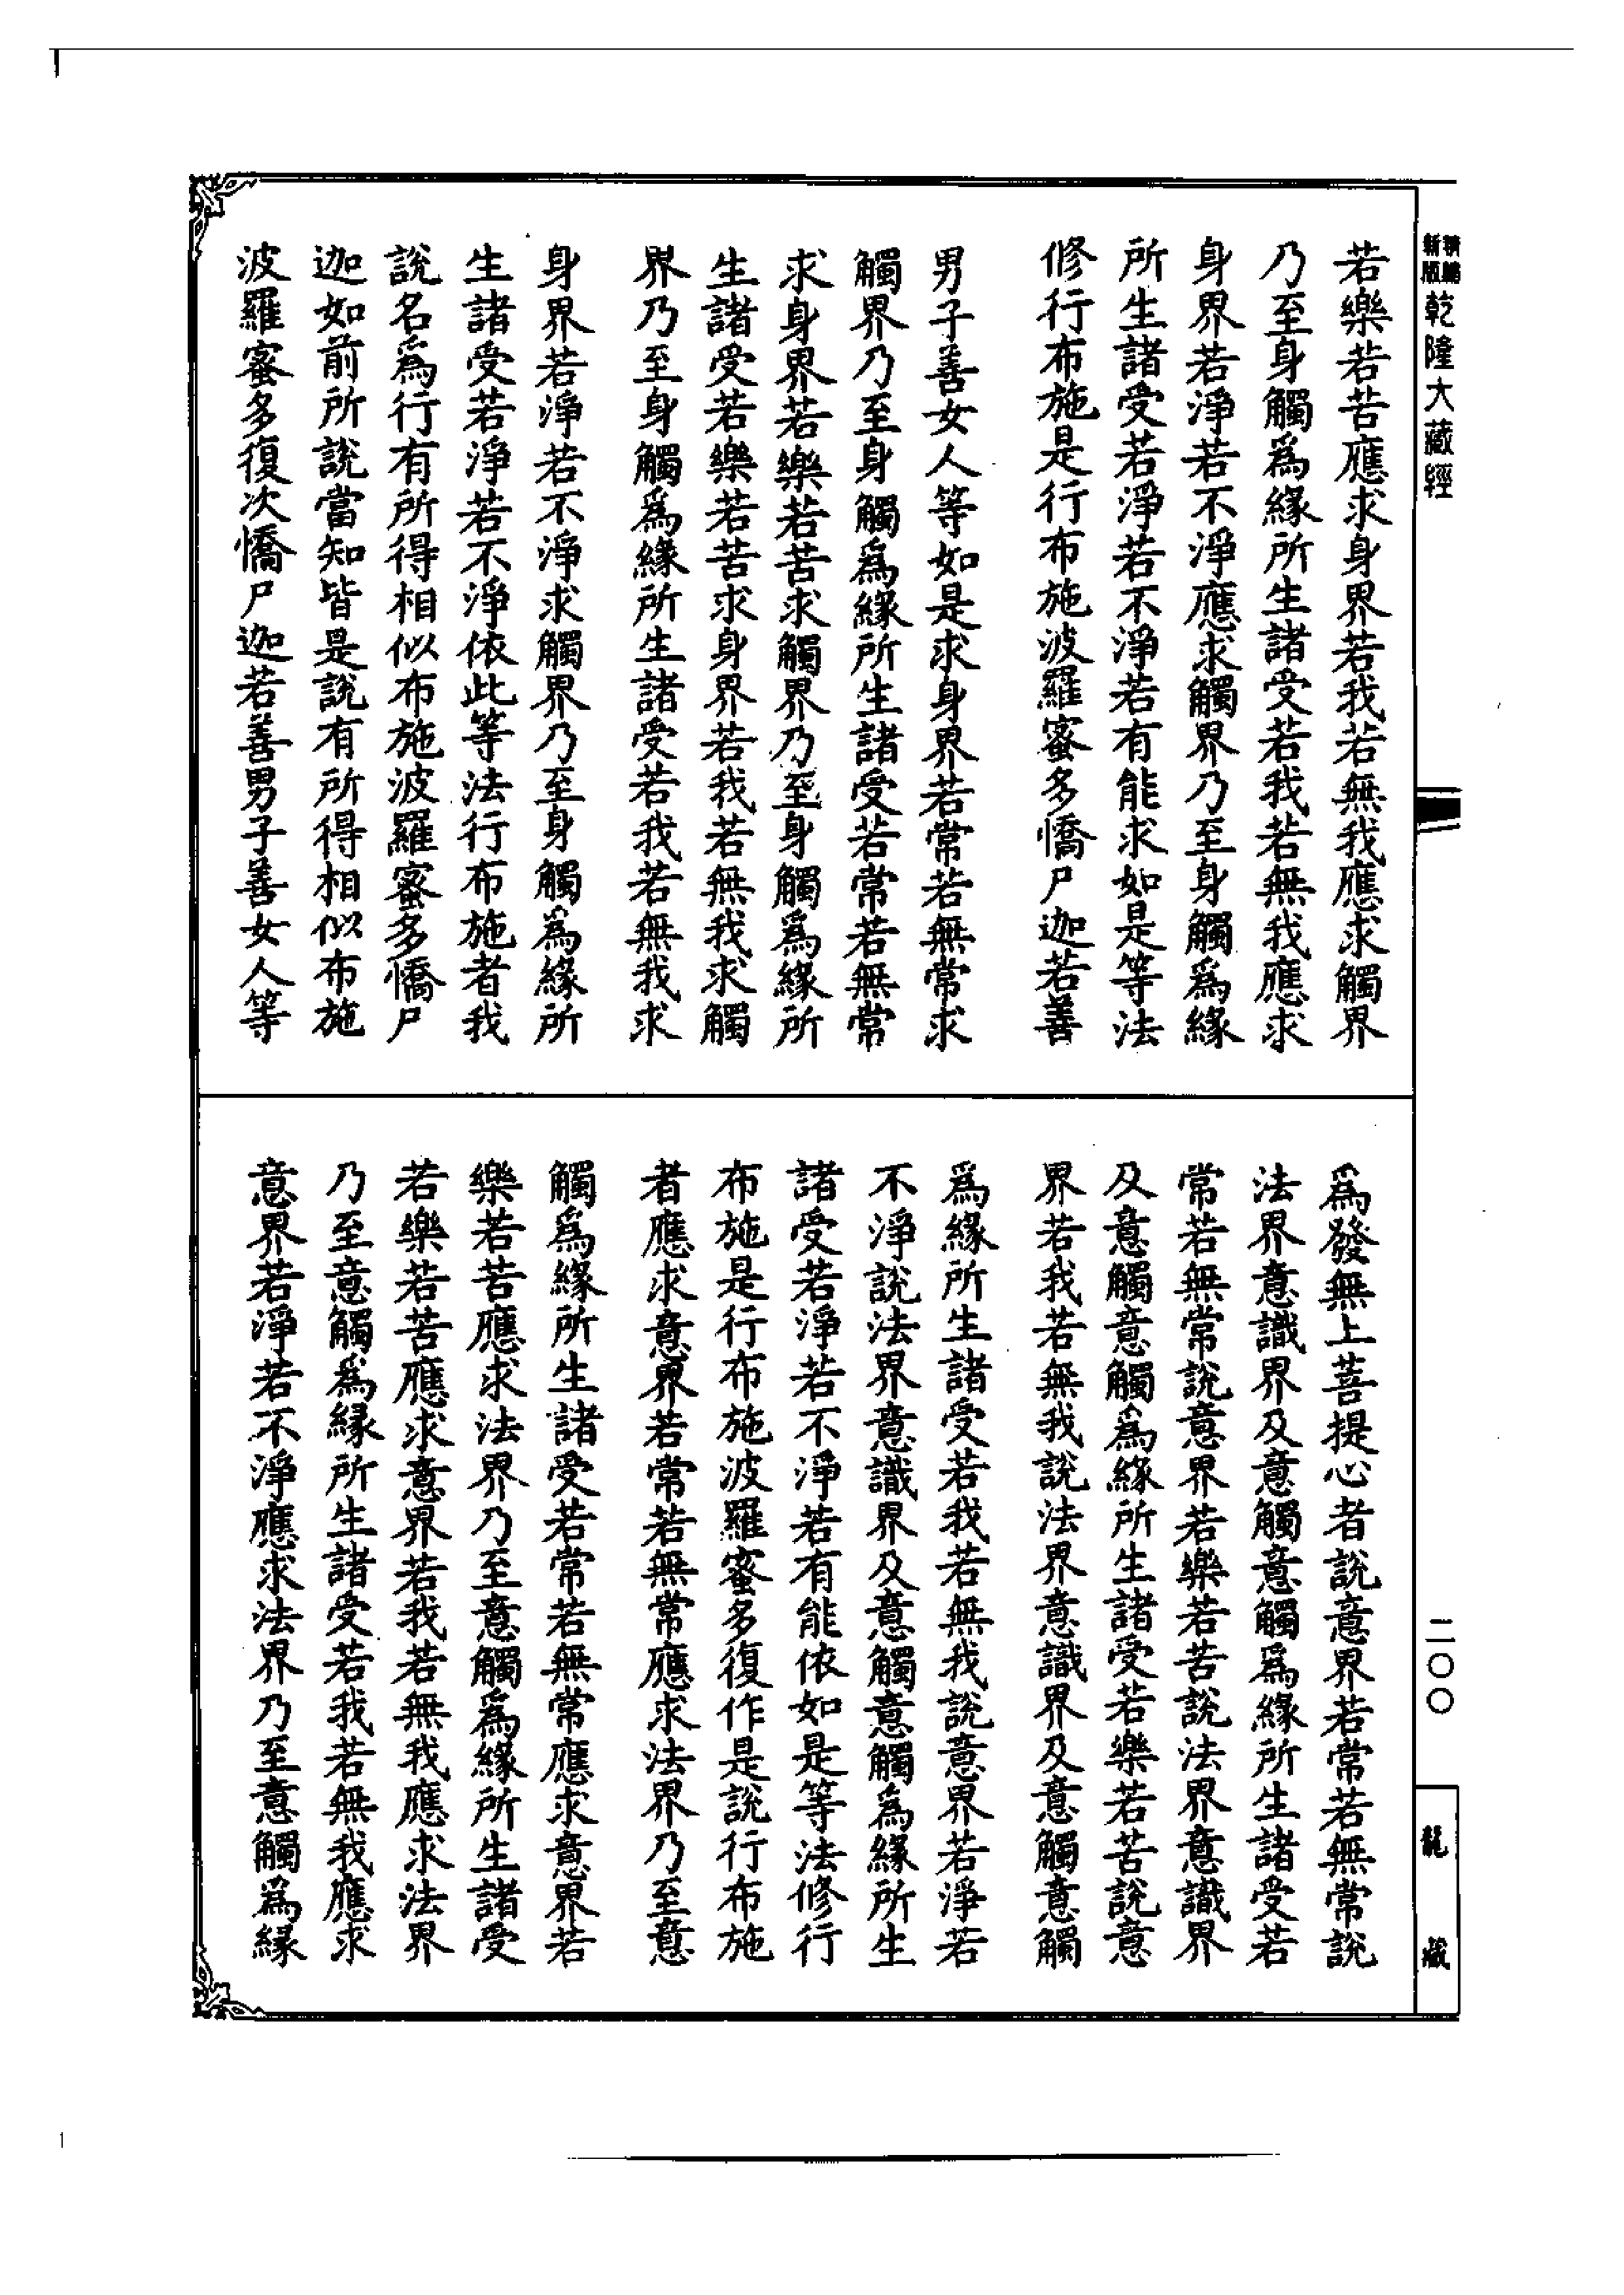 若樂若苦應求身界若我若無我應求觸界
乃至身觸爲緣所生諸受若我若無我應求
身界若淨若不淨應求觸界乃至身觸爲緣
所生諸受若淨若不淨若有能求如是等法
修行布施是行布施波羅蜜多憍尸迦若善
男子善女人等如是求身界若常若無常求
觸界乃至身觸爲緣所生諸受若常若無常
求身界若樂若苦求觸界乃至身觸爲緣所
生諸受若樂若苦求身界若我若無我求觸
界乃至身觸爲緣所生諸受若我若無我求
身界若淨若不淨求觸界乃至身觸爲緣所
生諸受若淨若不淨依此等法行布施者我
說名爲行有所得相似布施波羅蜜多憍尸
迦如前所說當知皆是說有所得相似布施
波羅蜜多復次憍尸迦若善男子善女人等
爲發無上菩提心者說意界若常若無常說
法界意識界及意觸意觸爲緣所生諸受若
常若無常說意界若樂若苦說法界意識界
及意觸意觸爲緣所生諸受若樂若苦說意
界若我若無我說法界意識界及意觸意觸
爲緣所生諸受若我若無我說意界若淨若
不淨說法界意識界及意觸意觸爲緣所生
諸受若淨若不淨若有能依如是等法修行
布施是行布施波羅蜜多復作是說行布施
者應求意界若常若無常應求法界乃至意
觸爲緣所生諸受若常若無常應求意界若
樂若苦應求法界乃至意觸爲緣所生諸受
若樂若苦應求意界若我若無我應求法界
乃至意觸爲緣所生諸受若我若無我應求
意界若淨若不淨應求法界乃至意觸爲緣
新版
乾隆大藏經
二〇〇
龍藏
1